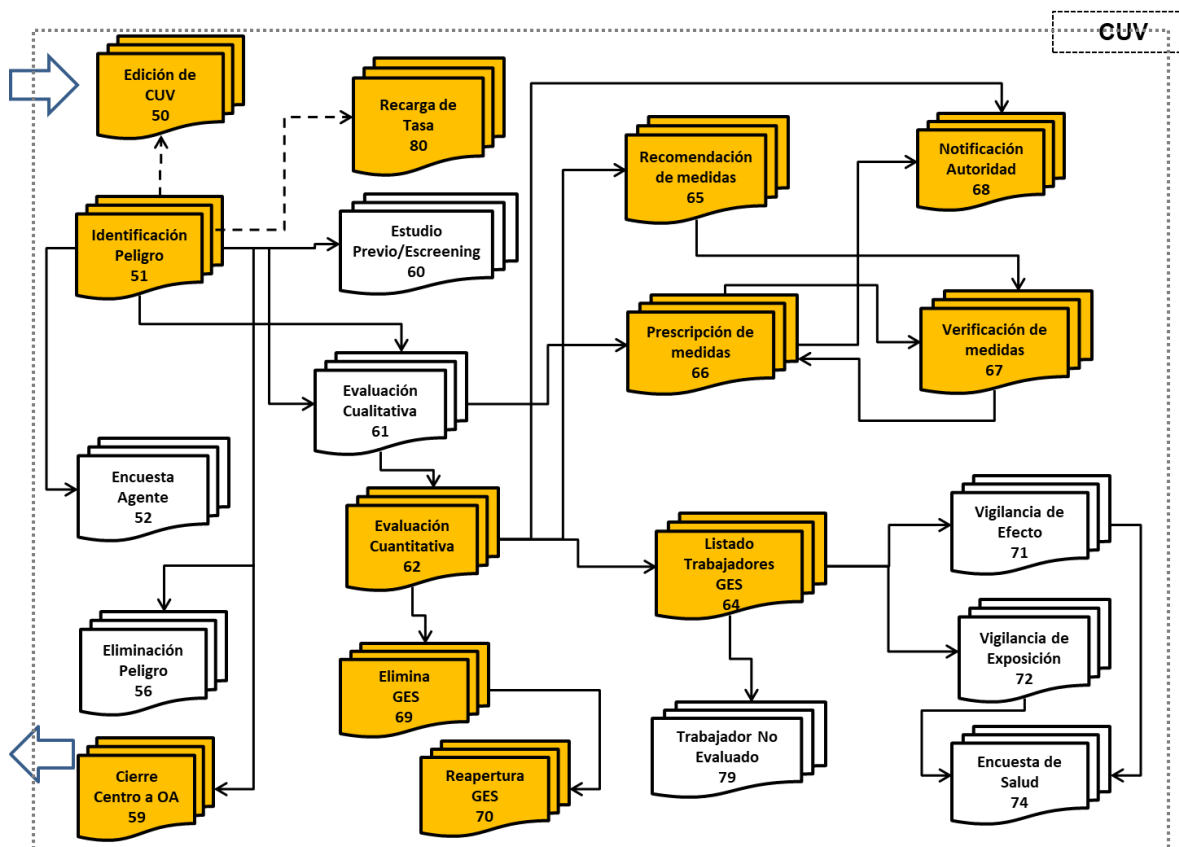 CUV
Edición de
CUV
50
Recarga de
Tasa
80
Recomendación
de medidas
65
Notificación
Autoridad
68
Identificación
Peligro
51
Estudio
Previo/Escreening
60
Prescripción de
medidas
66
Verificación de
medidas
67
Evaluación
Cualitativa
61
Encuesta
Agente
52
Evaluación
Cuantitativa
62
Listado
Trabajadores
GES
64
Vigilancia de
Efecto
71
Eliminación
Peligro
56
Elimina
GES
69
Vigilancia de
Exposición
72
Trabajador No
Evaluado
79
Cierre
Centro a OA
59
Reapertura
GES
70
Encuesta de
Salud
74